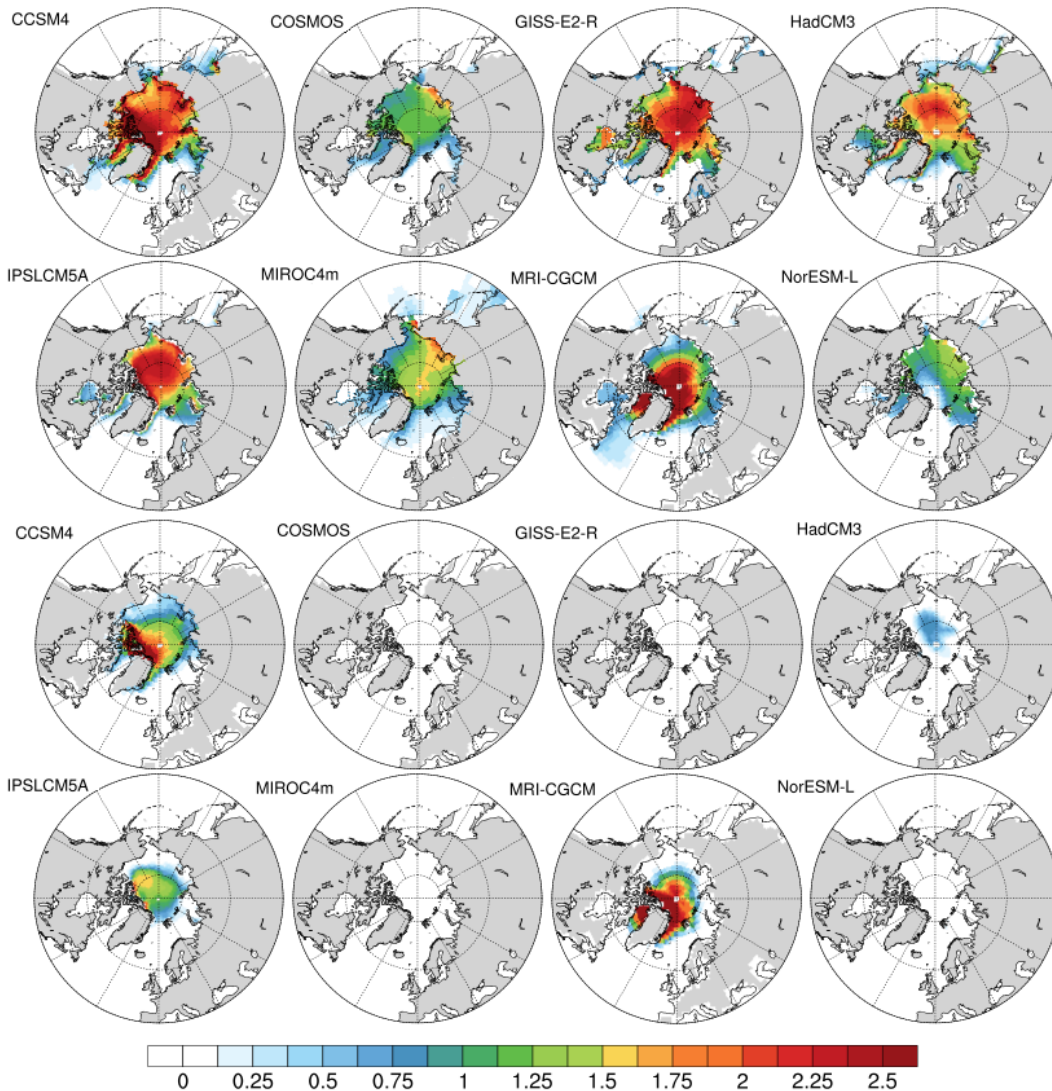 CCSM4 COSMOS GISS-E2-R HadCM3
IPSLCM5A MIROC4m MRI-CGCM NorESM-L
CCSM4 COSMOS GISS-E2-R HadCM3
IPSLCM5A MIROC4m MRI-CGCM NorESM-L
0 0.25 0.5 0.75 1 1.25 1.5 1.75 2 2.25 2.5